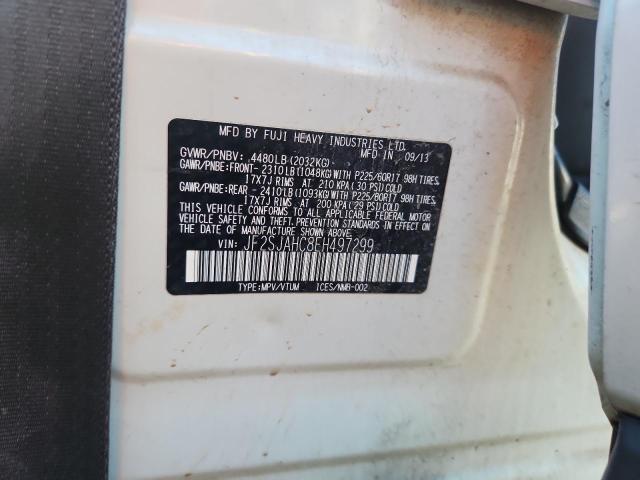 MFD BY FUJI HEAVY INDUSTRIES LTD.
GVWR/PNBV: 4480LB(2032KG) MFD IN 09/13
GAWR/PNBE:FRONT- 2310LB(1048KG)WITH P225/60R17 98H TIRES,
17X7J RIMS AT 210 KPA(30 PSI)COLD
GAWR/PNBE:REAR - 2410LB(1093KG)WITH P225/60R17 98H TIRES,
17X7J RIMS AT 200 KPA(29 PSI)COLD
THIS VEHICLE CONFORMS TO ALL APPLICABLE FEDERAL MOTOR
VEHICLE SAFETY, BUMPER, AND THEFT PREVENTION STANDARDS IN EFFECT ON
THE DATE OF MANUFACTURE SHOWN ABOVE.
VIN: JF2SJAHC8EH497299
TYPE:MPV/VTUM ICES/NMB-002